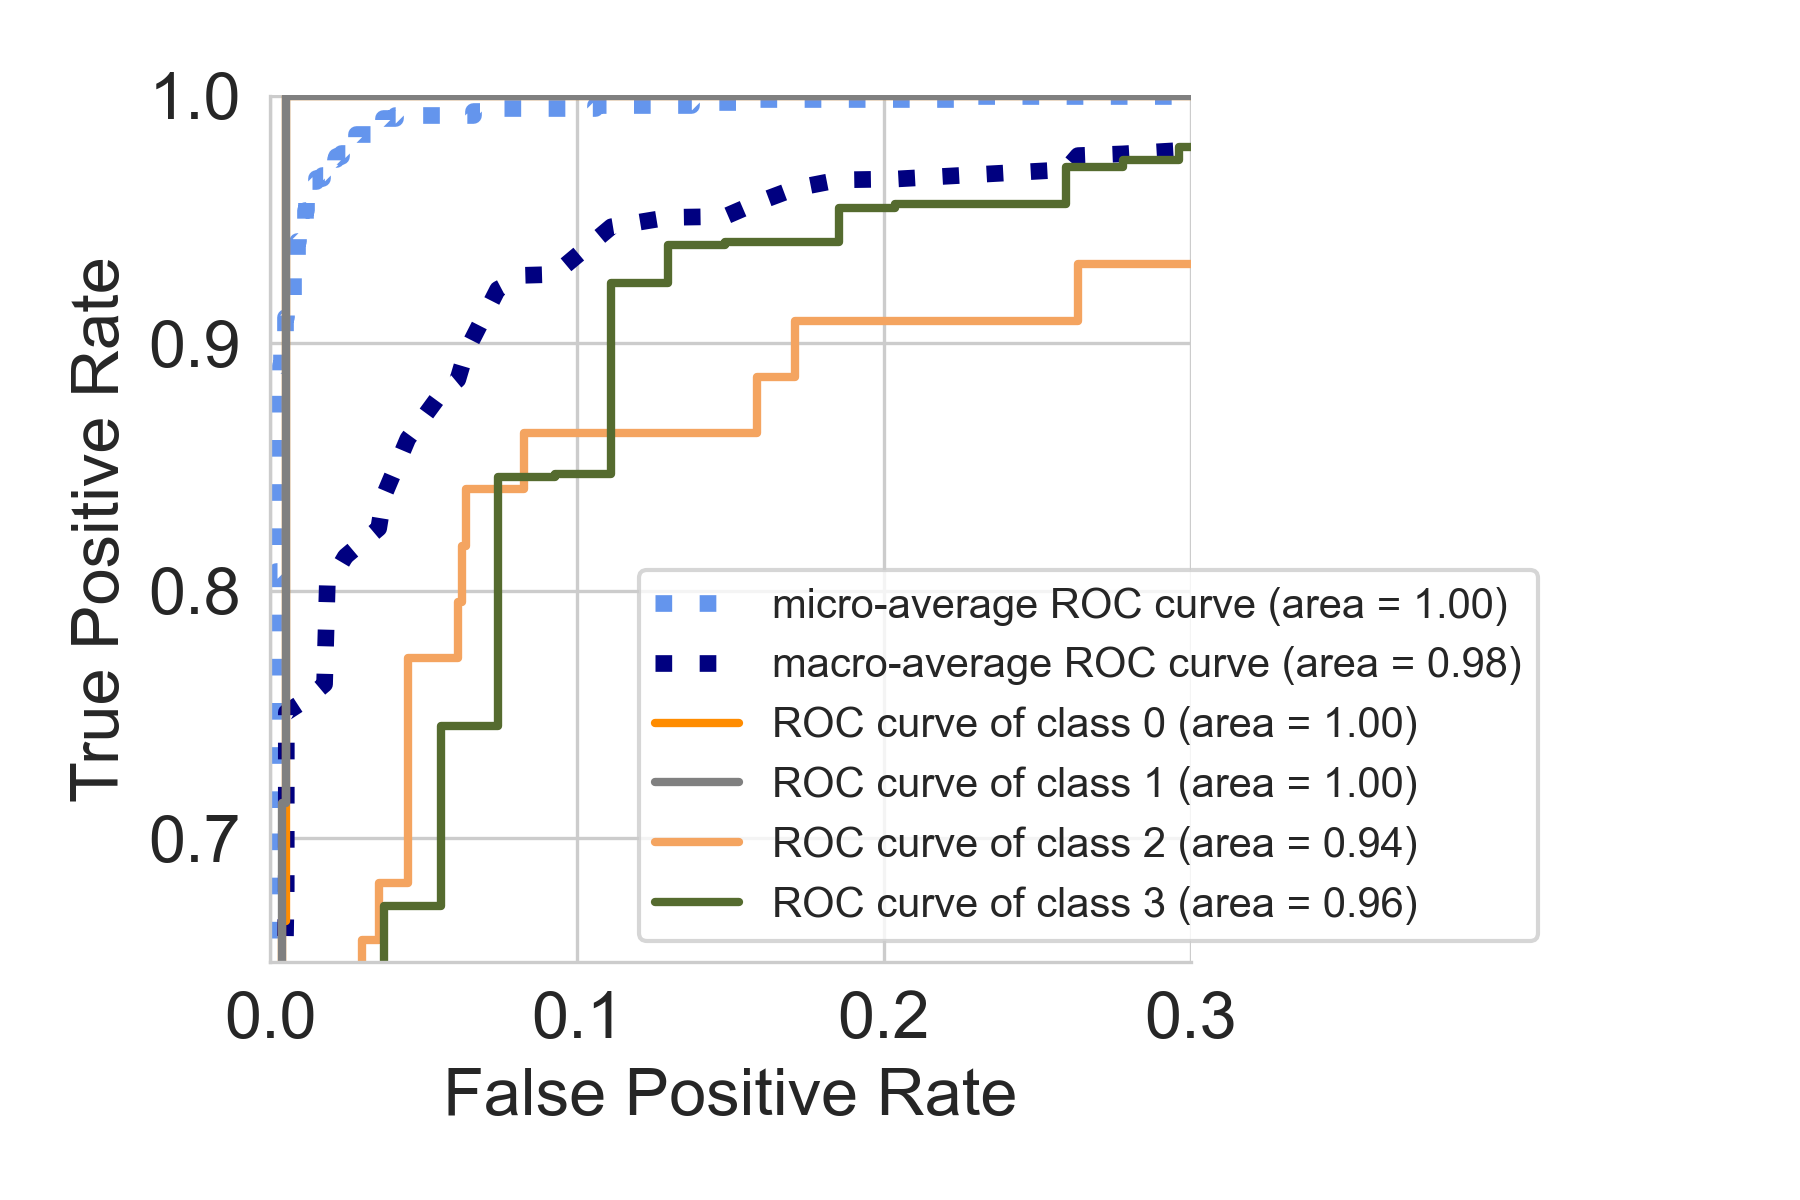 True Positive Rate
1.0
0.9
0.8
0.7
micro-average ROC curve (area = 1.00)
macro-average ROC curve (area = 0.98)
ROC curve of class 0 (area = 1.00)
ROC curve of class 1 (area = 1.00)
ROC curve of class 2 (area = 0.94)
ROC curve of class 3 (area = 0.96)
0.0 0.1 0.2 0.3
False Positive Rate